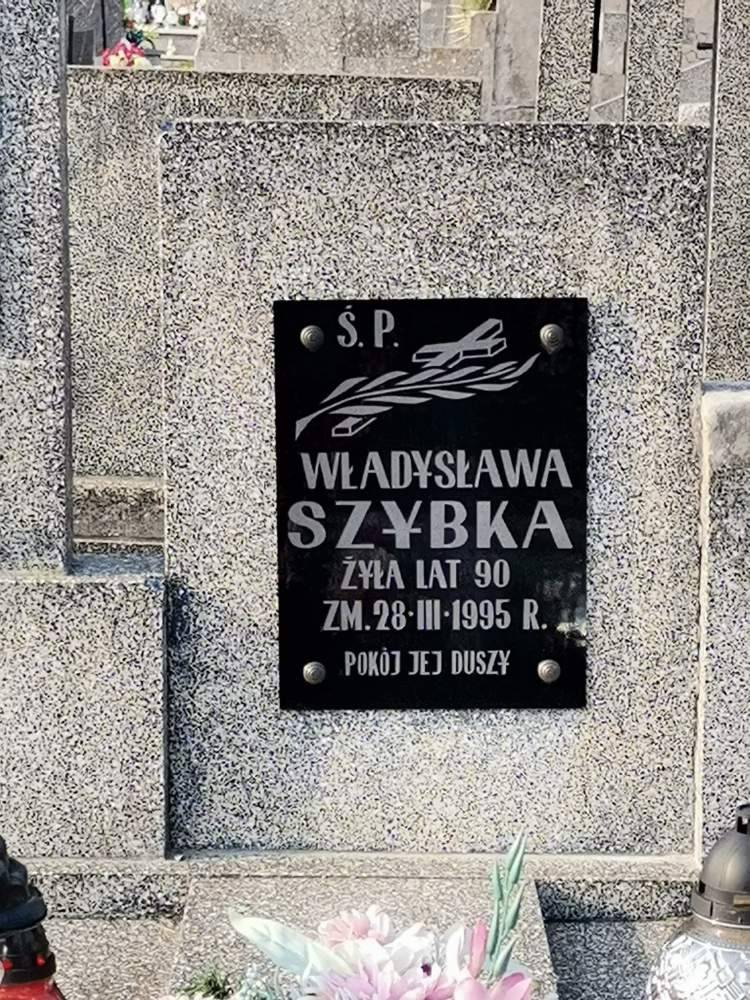 Ś. P.
WŁADYSŁAWA
SZYBKA
ŻYŁA LAT 90
ZM. 28·III·1995 R.
POKÓJ JEJ DUSZY